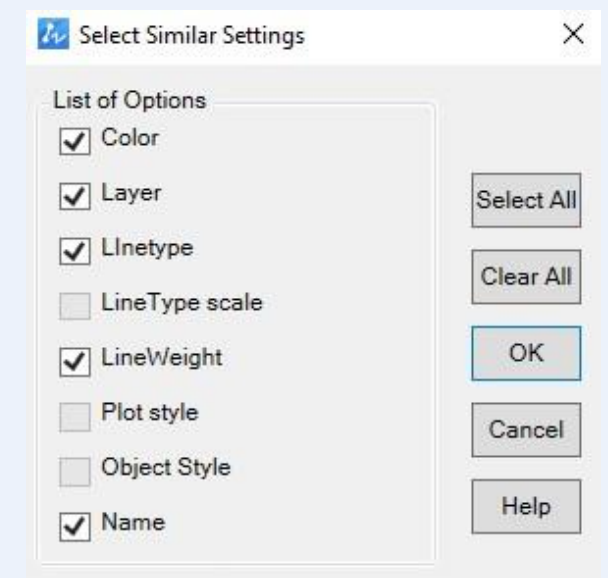 Select Similar Settings
List of Options
Color
Layer
LInetype
LineType scale
LineWeight
Plot style
Object Style
Name
Select All
Clear All
OK
Cancel
Help